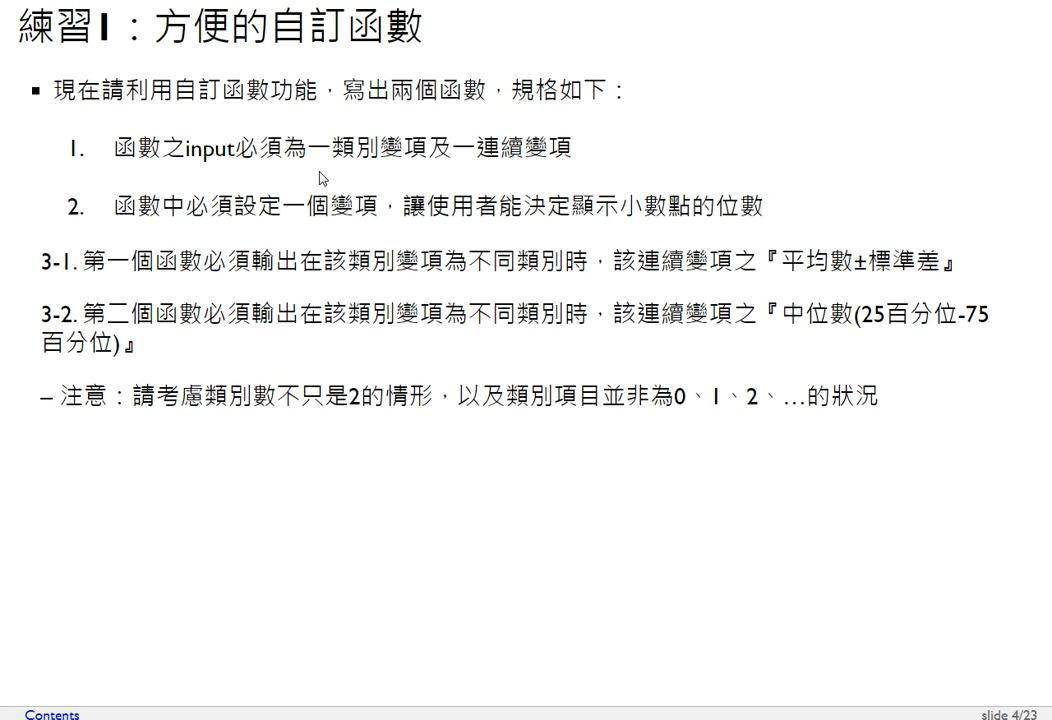 練習1：方便的自訂函數
▪ 現在請利用自訂函數功能，寫出兩個函數，規格如下：
1. 函數之input必須為一類別變項及一連續變項
2. 函數中必須設定一個變項，讓使用者能決定顯示小數點的位數
3-1. 第一個函數必須輸出在該類別變項為不同類別時，該連續變項之『平均數±標準差』
3-2. 第二個函數必須輸出在該類別變項為不同類別時，該連續變項之『中位數(25百分位-75
百分位)』
– 注意：請考慮類別數不只是2的情形，以及類別項目並非為0、1、2、…的狀況
Contents
slide 4/23